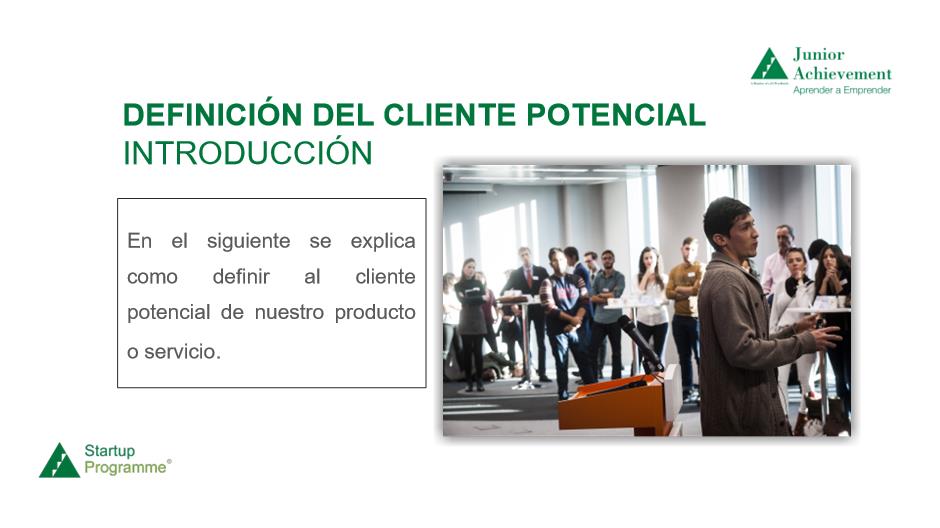 Junior
Achievement
Aprender a Emprender
DEFINICIÓN DEL CLIENTE POTENCIAL
INTRODUCCIÓN
En el siguiente se explica
como definir al cliente
potencial de nuestro producto
o servicio.
Startup
Programme®